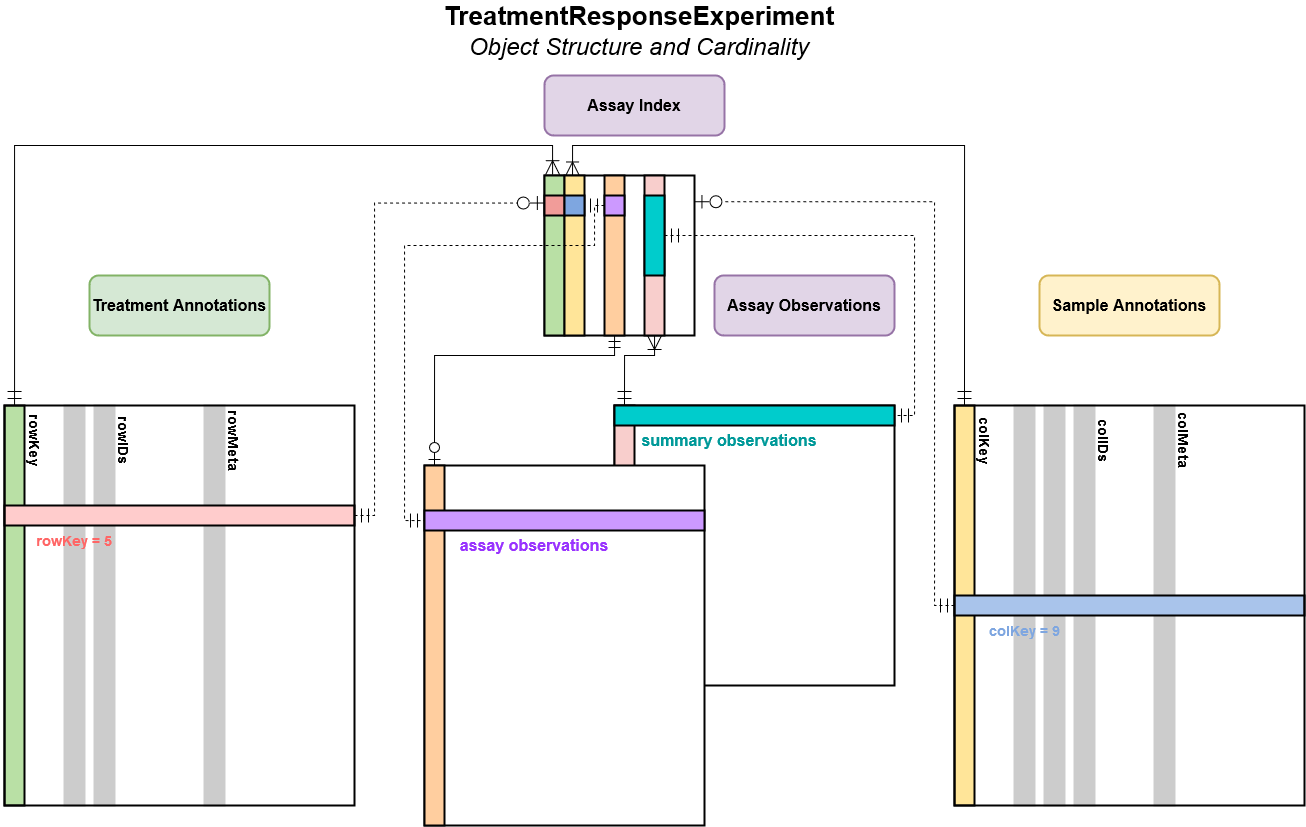 TreatmentResponseExperiment
Object Structure and Cardinality
Assay Index
Treatment Annotations
Assay Observations
Sample Annotations
rowKey
rowIDs
rowMeta
rowKey = 5
summary observations
assay observations
colKey
colIDs
colMeta
colKey = 9